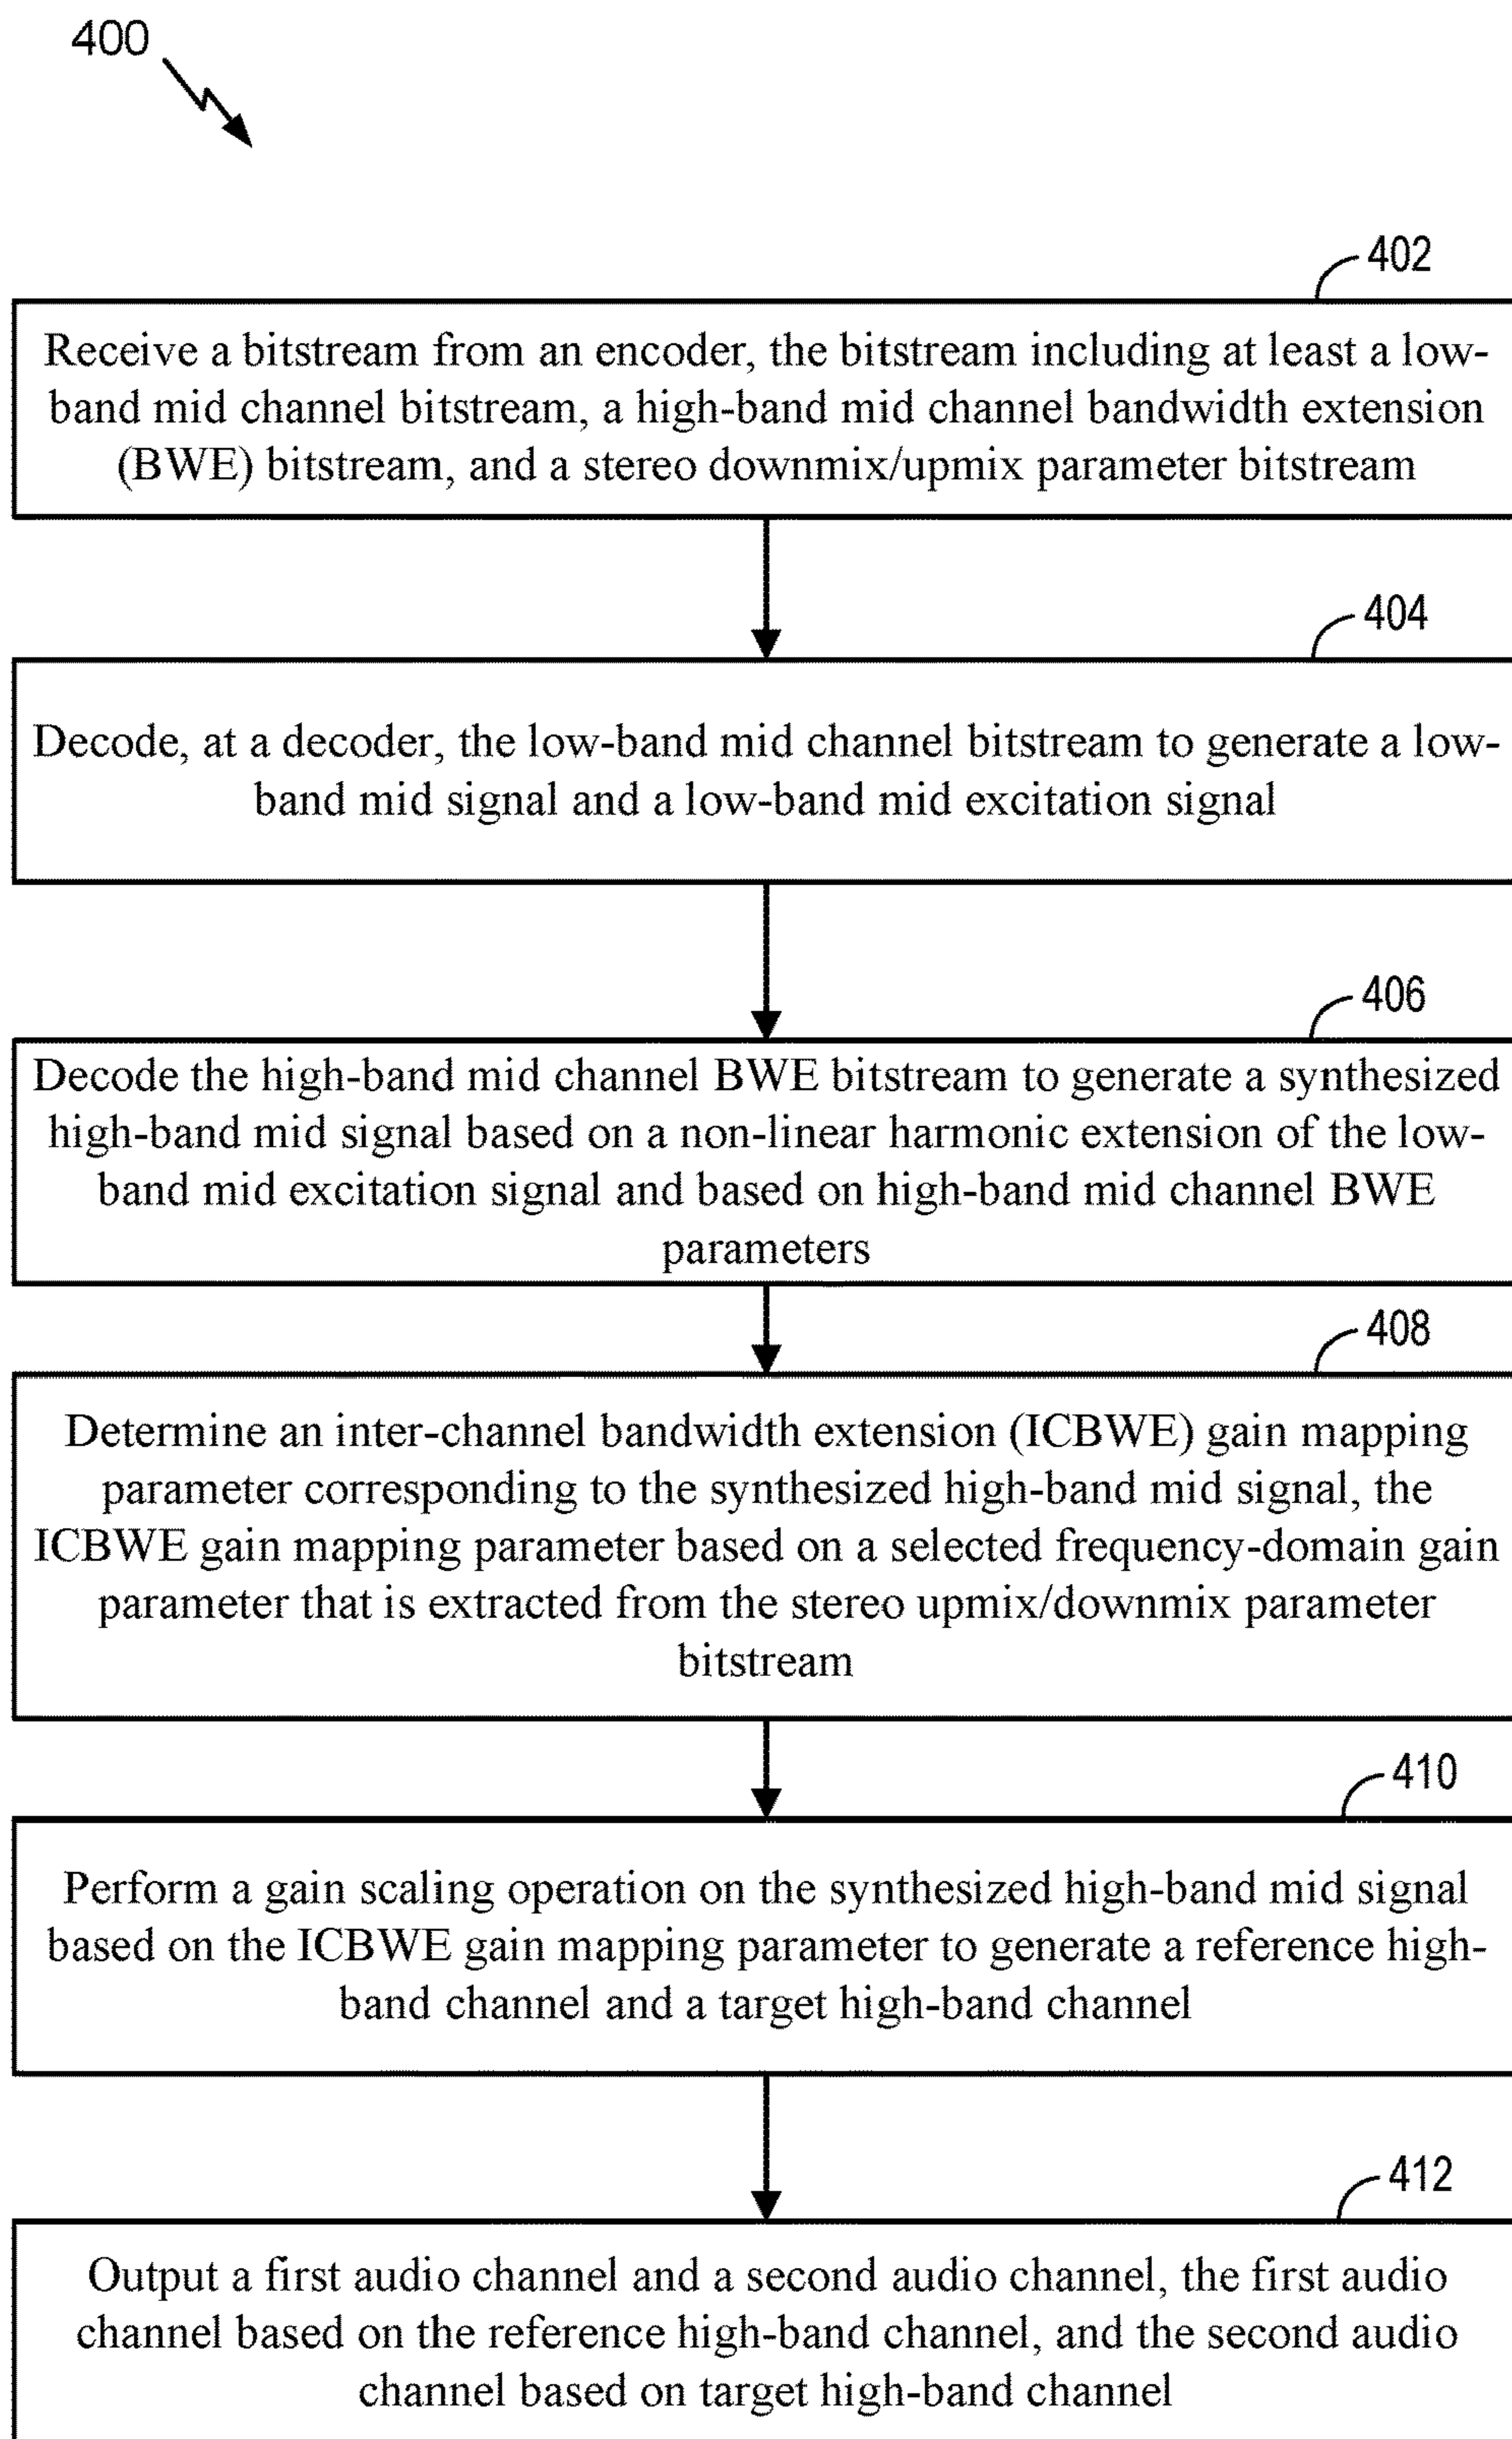 400
402
Receive a bitstream from an encoder, the bitstream including at least a low-
band mid channel bitstream, a high-band mid channel bandwidth extension
(BWE) bitstream, and a stereo downmix/upmix parameter bitstream
404
Decode, at a decoder, the low-band mid channel bitstream to generate a low-
band mid signal and a low-band mid excitation signal
406
Decode the high-band mid channel BWE bitstream to generate a synthesized
high-band mid signal based on a non-linear harmonic extension of the low-
band mid excitation signal and based on high-band mid channel BWE
parameters
408
Determine an inter-channel bandwidth extension (ICBWE) gain mapping
parameter corresponding to the synthesized high-band mid signal, the
ICBWE gain mapping parameter based on a selected frequency-domain gain
parameter that is extracted from the stereo upmix/downmix parameter
bitstream
410
Perform a gain scaling operation on the synthesized high-band mid signal
based on the ICBWE gain mapping parameter to generate a reference high-
band channel and a target high-band channel
412
Output a first audio channel and a second audio channel, the first audio
channel based on the reference high-band channel, and the second audio
channel based on target high-band channel